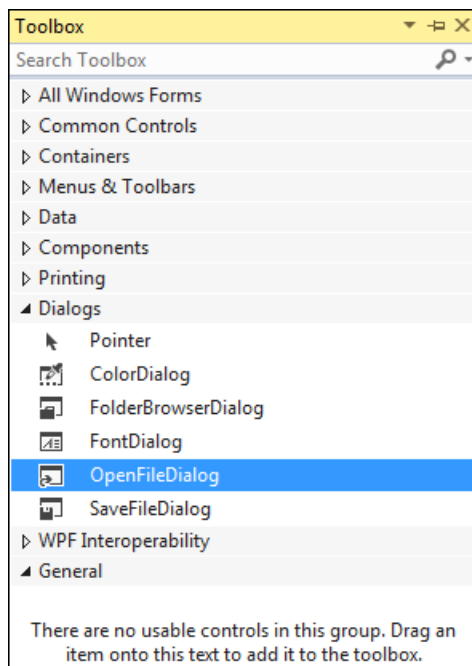 Toolbox
Search Toolbox
All Windows Forms
Common Controls
Containers
Menus & Toolbars
Data
Components
Printing
Dialogs
Pointer
ColorDialog
FolderBrowserDialog
FontDialog
OpenFileDialog
SaveFileDialog
WPF Interoperability
General
There are no usable controls in this group. Drag an
item onto this text to add it to the toolbox.